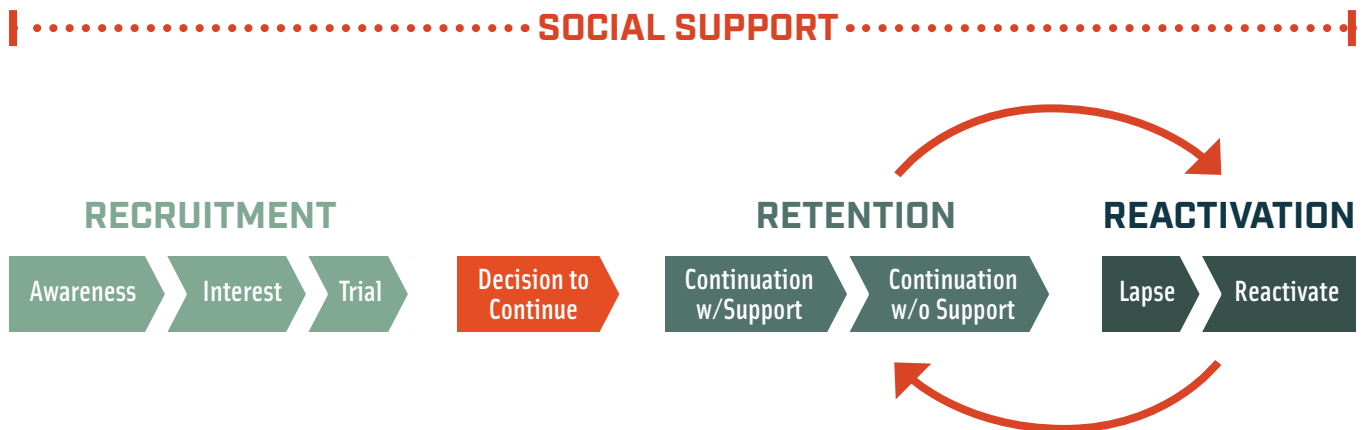 SOCIAL SUPPORT
RECRUITMENT
RETENTION
REACTIVATION
Awareness
Interest
Trial
Decision to
Continue
Continuation
w/Support
Continuation
w/o Support
Lapse
Reactivate